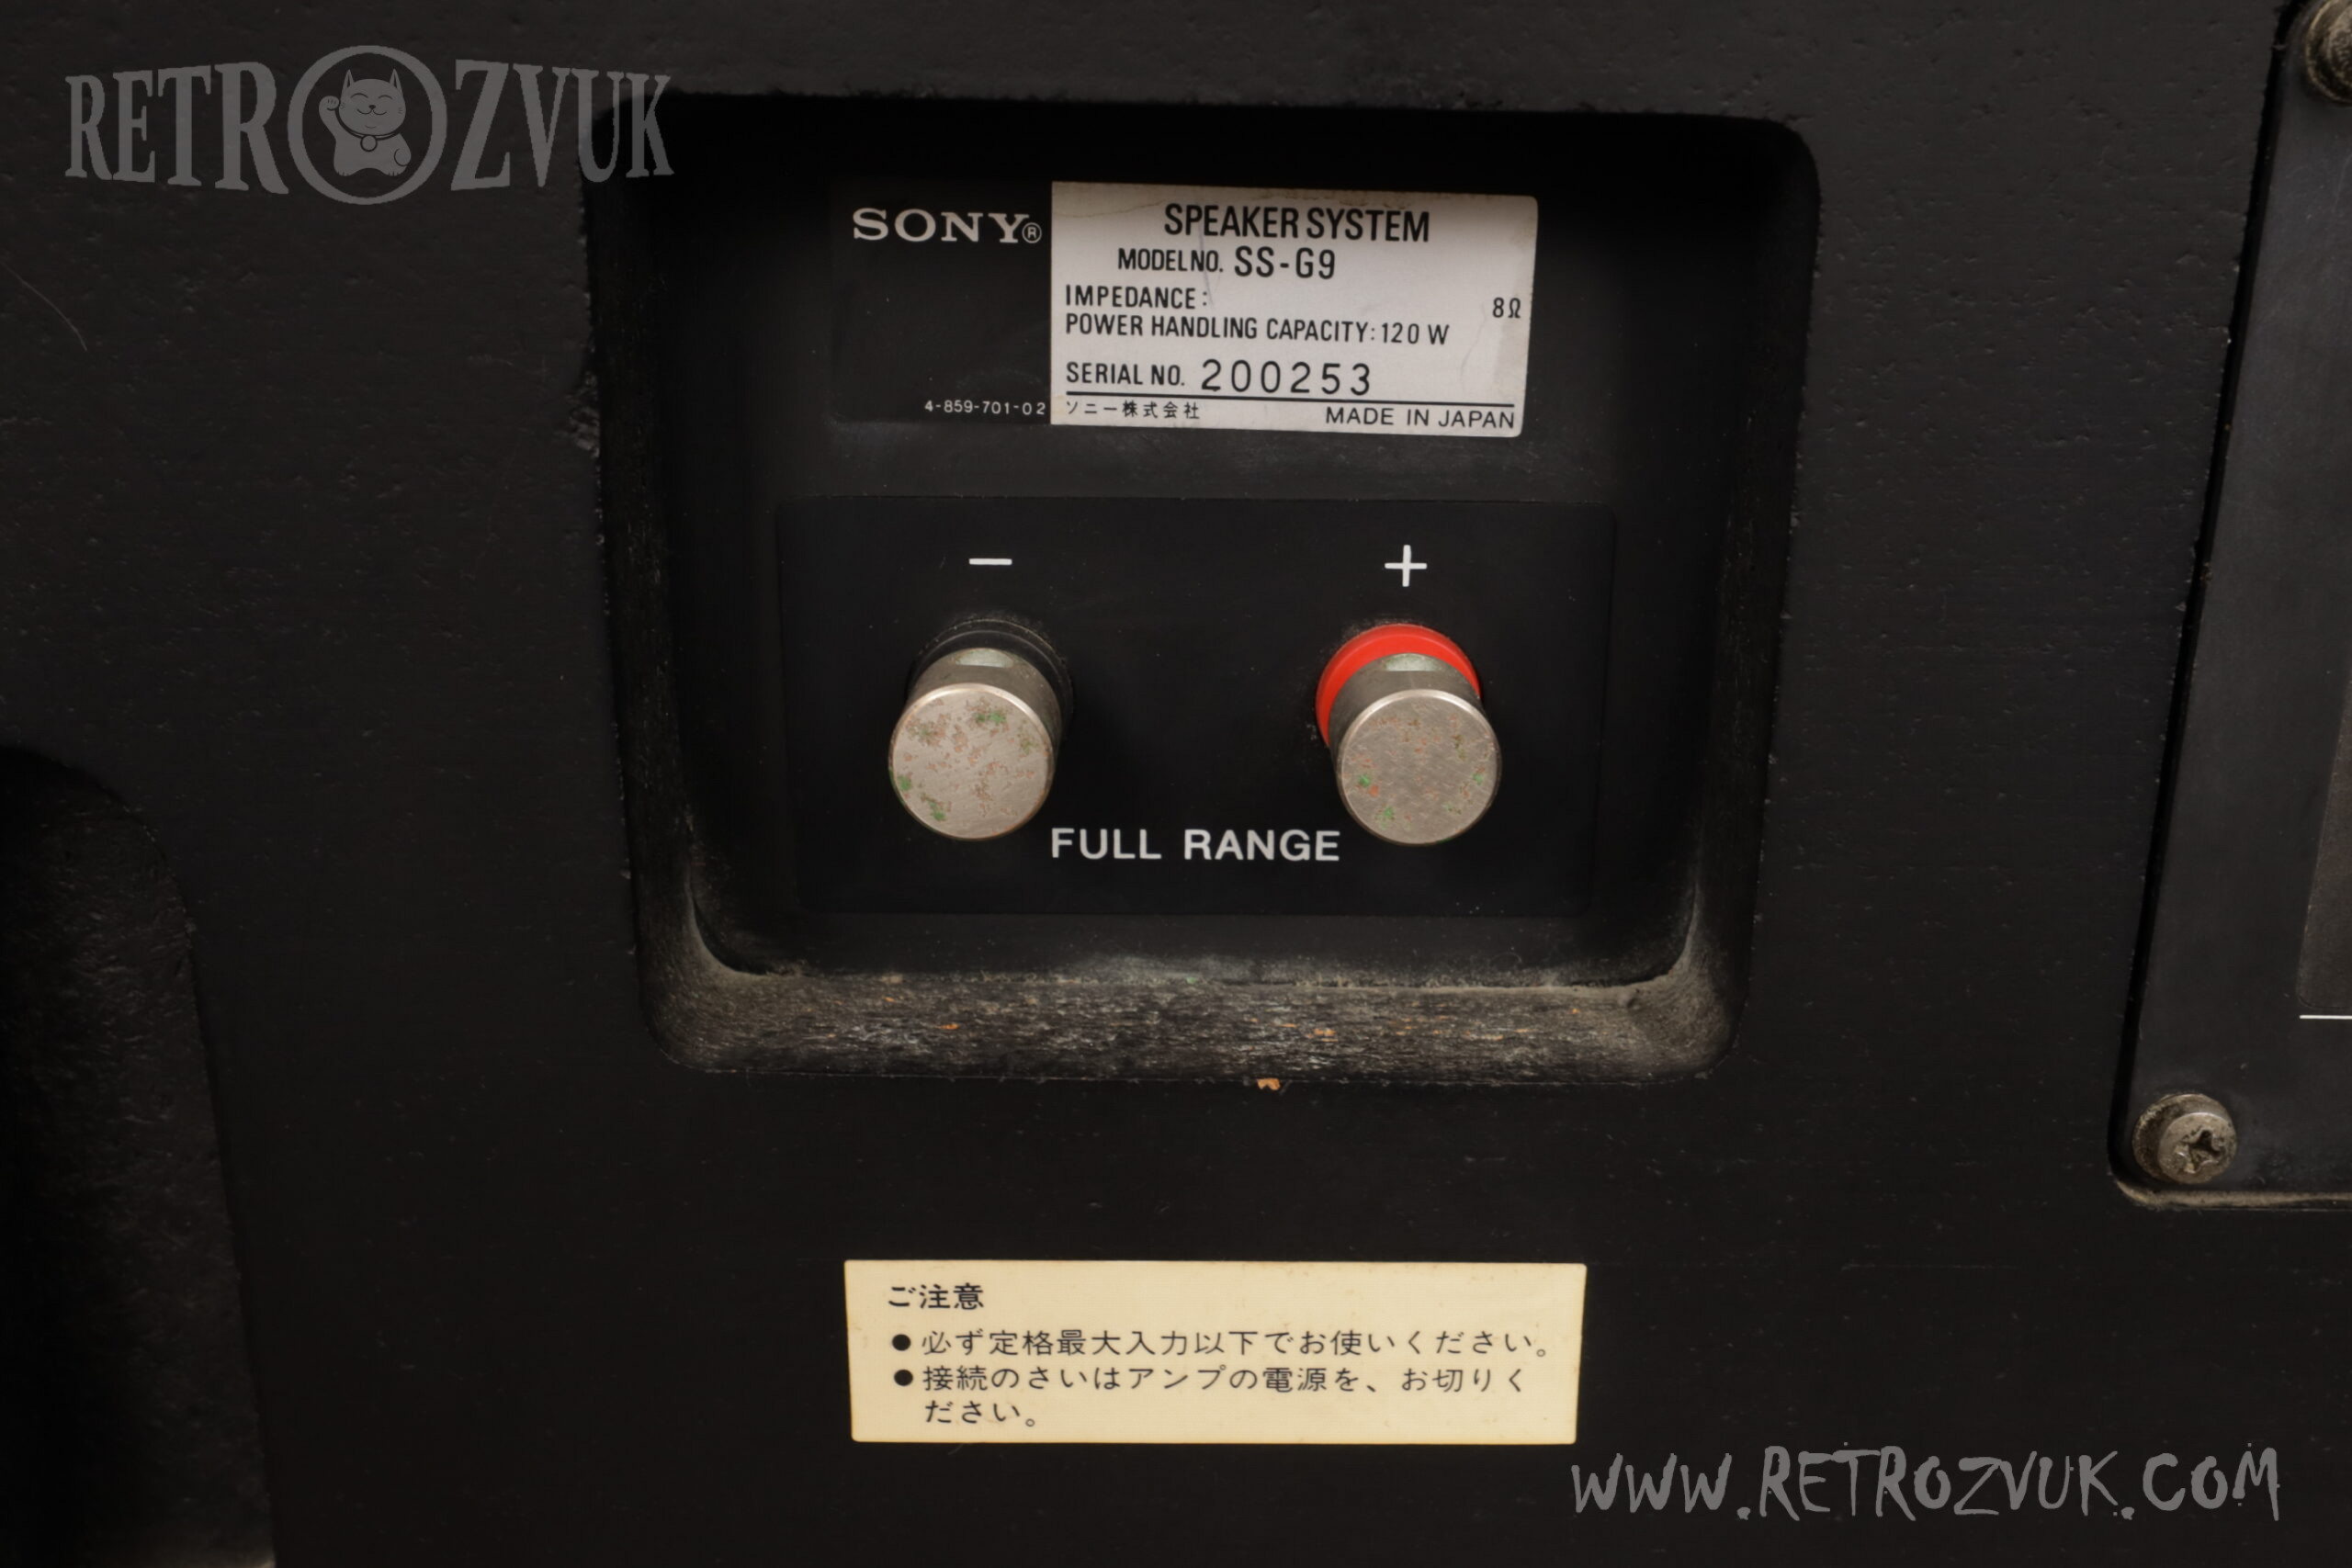 RETROZVUK
SONY®
SPEAKER SYSTEM
MODEL NO. SS-G9
IMPEDANCE: 8Ω
POWER HANDLING CAPACITY: 120 W
SERIAL NO. 200253
4-859-701-02
ソニー株式会社 MADE IN JAPAN
− +
FULL RANGE
ご注意
●必ず定格最大入力以下でお使いください。
●接続のさいはアンプの電源を、お切りく
ださい。
WWW.RETROZVUK.COM